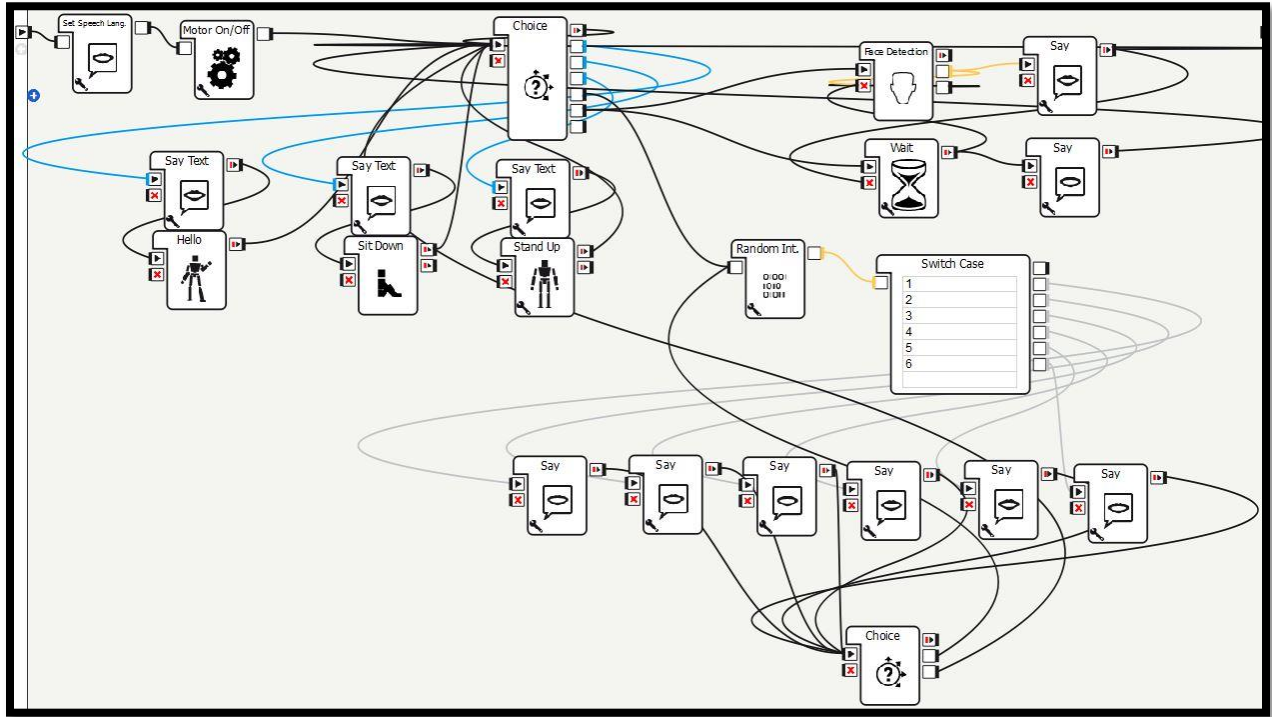 Set Speech Lang.
Motor On/Off
Choice
?
Face Detection
Say
Say Text
Say Text
Say Text
Wait
Say
Hello
Sit Down
Stand Up
Random Int.
Switch Case
1
2
3
4
5
6
Say
Say
Say
Say
Say
Say
Choice
?